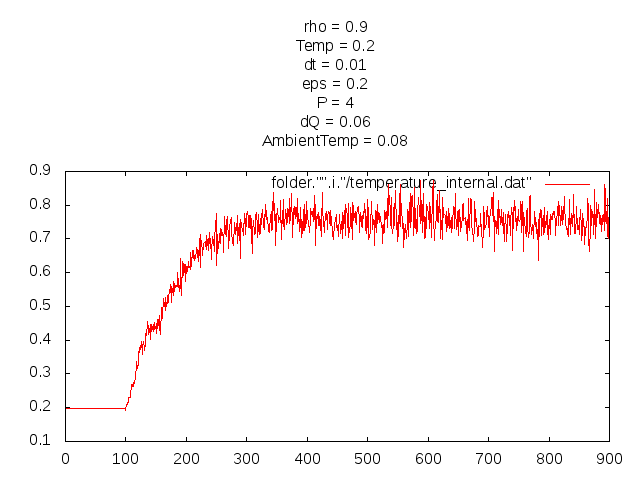 rho = 0.9
Temp = 0.2
dt = 0.01
eps = 0.2
P = 4
dQ = 0.06
AmbientTemp = 0.08
folder."".i."/temperature_internal.dat"
0.9
0.8
0.7
0.6
0.5
0.4
0.3
0.2
0.1
0 100 200 300 400 500 600 700 800 900